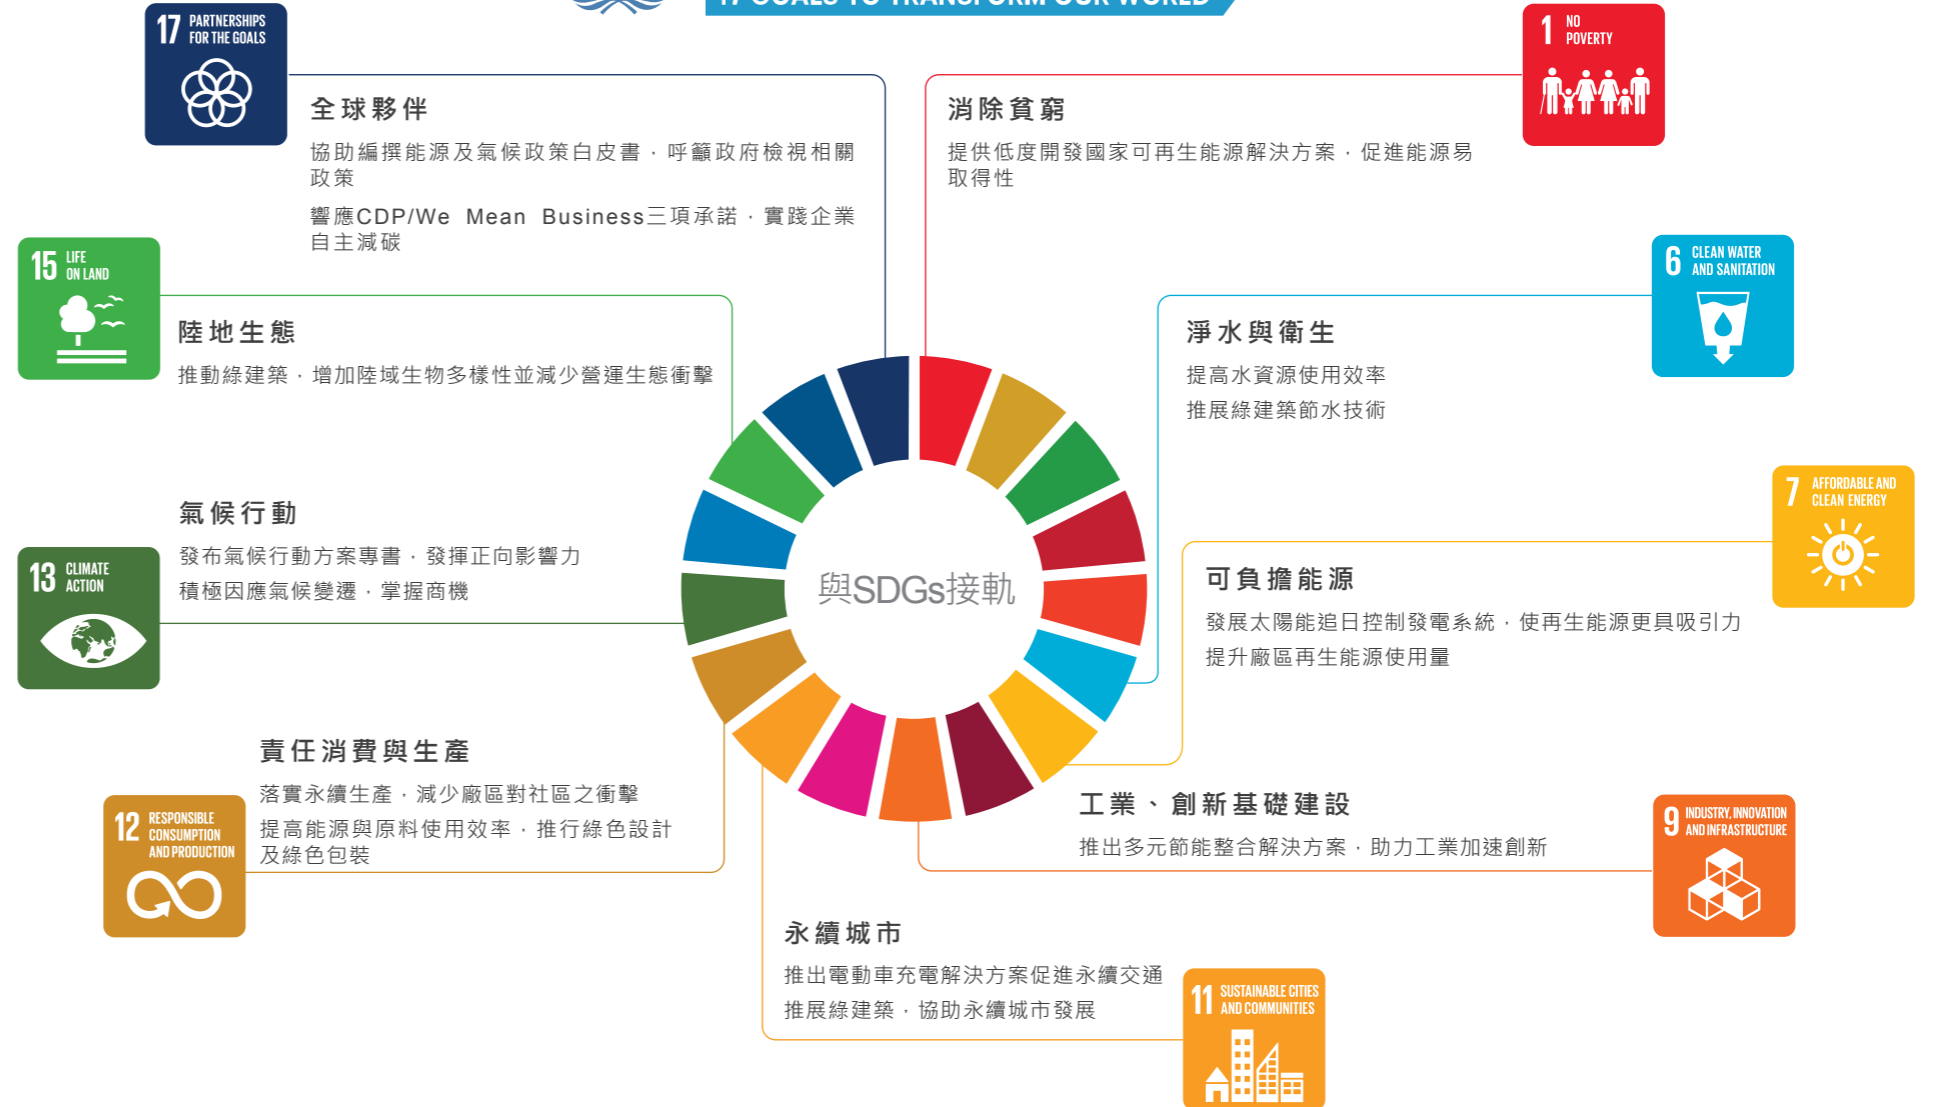 17 GOALS TO TRANSFORM OUR WORLD
17 PARTNERSHIPS
FOR THE GOALS
全球夥伴
協助編撰能源及氣候政策白皮書，呼籲政府檢視相關
政策
響應CDP/We Mean Business三項承諾，實踐企業
自主減碳
1 NO
POVERTY
消除貧窮
提供低度開發國家可再生能源解決方案，促進能源易
取得性
15 LIFE
ON LAND
陸地生態
推動綠建築，增加陸域生物多樣性並減少營運生態衝擊
6 CLEAN WATER
AND SANITATION
淨水與衛生
提高水資源使用效率
推展綠建築節水技術
13 CLIMATE
ACTION
氣候行動
發布氣候行動方案專書，發揮正向影響力
積極因應氣候變遷，掌握商機
與SDGs接軌
7 AFFORDABLE AND
CLEAN ENERGY
可負擔能源
發展太陽能追日控制發電系統，使再生能源更具吸引力
提升廠區再生能源使用量
12 RESPONSIBLE
CONSUMPTION
AND PRODUCTION
責任消費與生產
落實永續生產，減少廠區對社區之衝擊
提高能源與原料使用效率，推行綠色設計
及綠色包裝
9 INDUSTRY, INNOVATION
AND INFRASTRUCTURE
工業、創新基礎建設
推出多元節能整合解決方案，助力工業加速創新
永續城市
推出電動車充電解決方案促進永續交通
推展綠建築，協助永續城市發展
11 SUSTAINABLE CITIES
AND COMMUNITIES